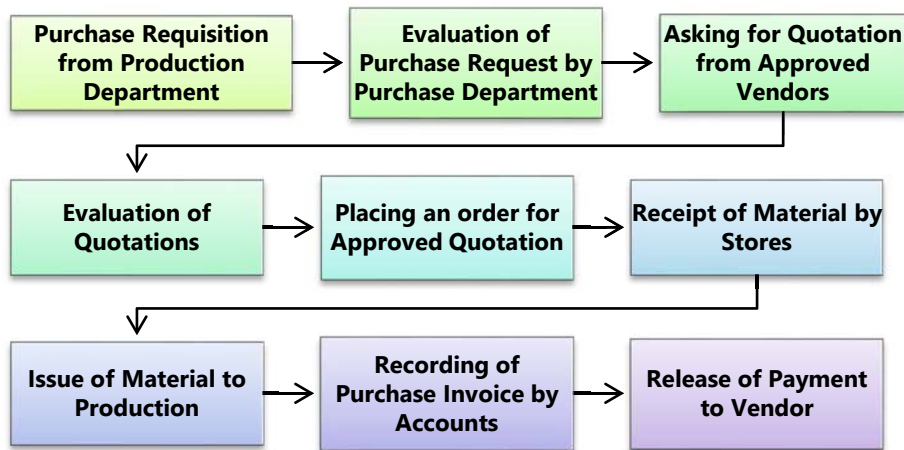 Purchase Requisition
from Production
Department
Evaluation of
Purchase Request by
Purchase Department
Asking for Quotation
from Approved
Vendors
Evaluation of
Quotations
Placing an order for
Approved Quotation
Receipt of Material by
Stores
Issue of Material to
Production
Recording of
Purchase Invoice by
Accounts
Release of Payment
to Vendor